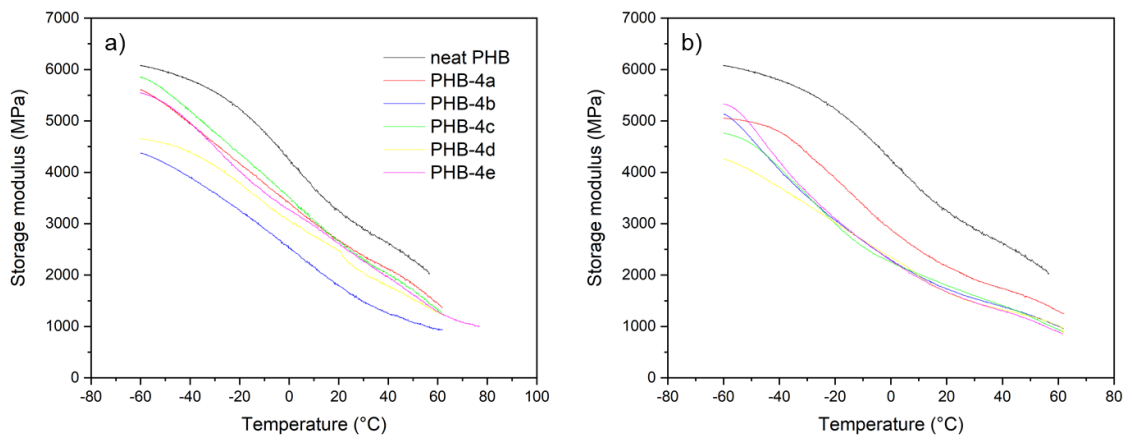 a)
neat PHB
PHB-4a
PHB-4b
PHB-4c
PHB-4d
PHB-4e
Storage modulus (MPa)
7000
6000
5000
4000
3000
2000
1000
0
-80 -60 -40 -20 0 20 40 60 80 100
Temperature (°C)
b)
Storage modulus (MPa)
7000
6000
5000
4000
3000
2000
1000
0
-80 -60 -40 -20 0 20 40 60 80
Temperature (°C)